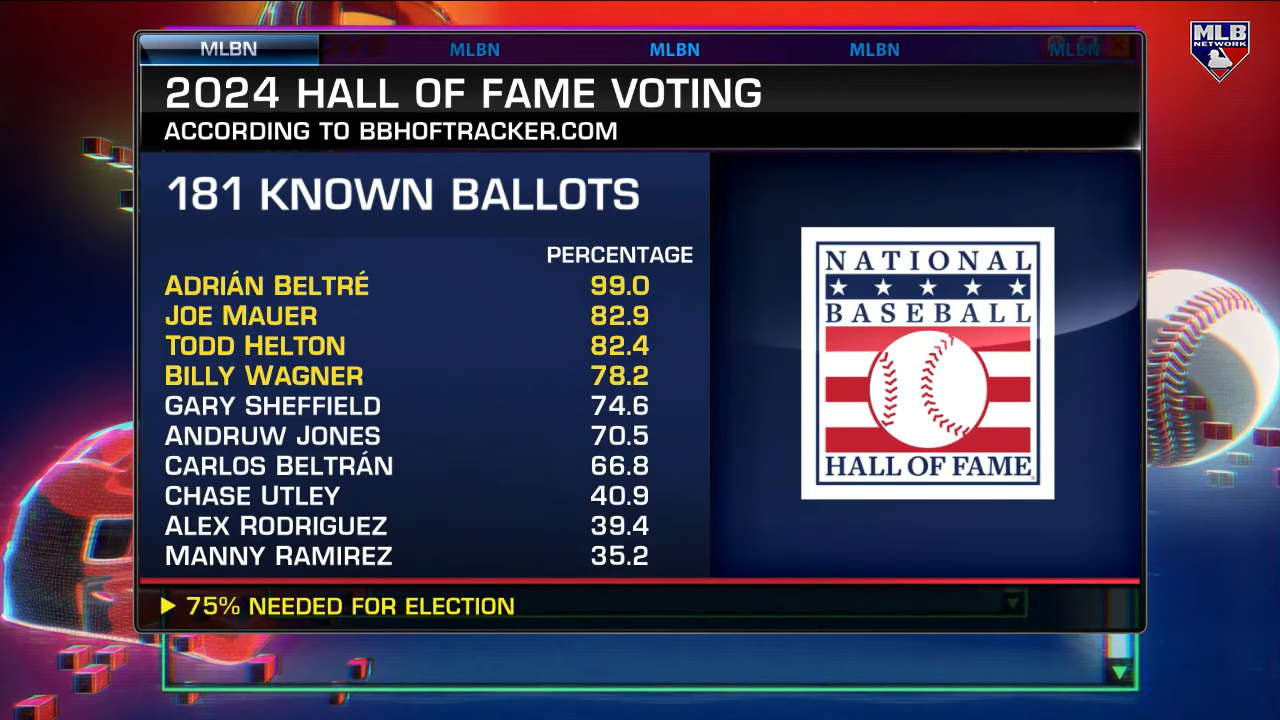 MLBN MLBN MLBN MLBN MLBN
MLB
NETWORK
2024 HALL OF FAME VOTING
ACCORDING TO BBHOFTRACKER.COM
181 KNOWN BALLOTS
PERCENTAGE
ADRIÁN BELTRÉ 99.0
JOE MAUER 82.9
TODD HELTON 82.4
BILLY WAGNER 78.2
GARY SHEFFIELD 74.6
ANDRUW JONES 70.5
CARLOS BELTRÁN 66.8
CHASE UTLEY 40.9
ALEX RODRIGUEZ 39.4
MANNY RAMIREZ 35.2
NATIONAL
BASEBALL
HALL OF FAME
75% NEEDED FOR ELECTION